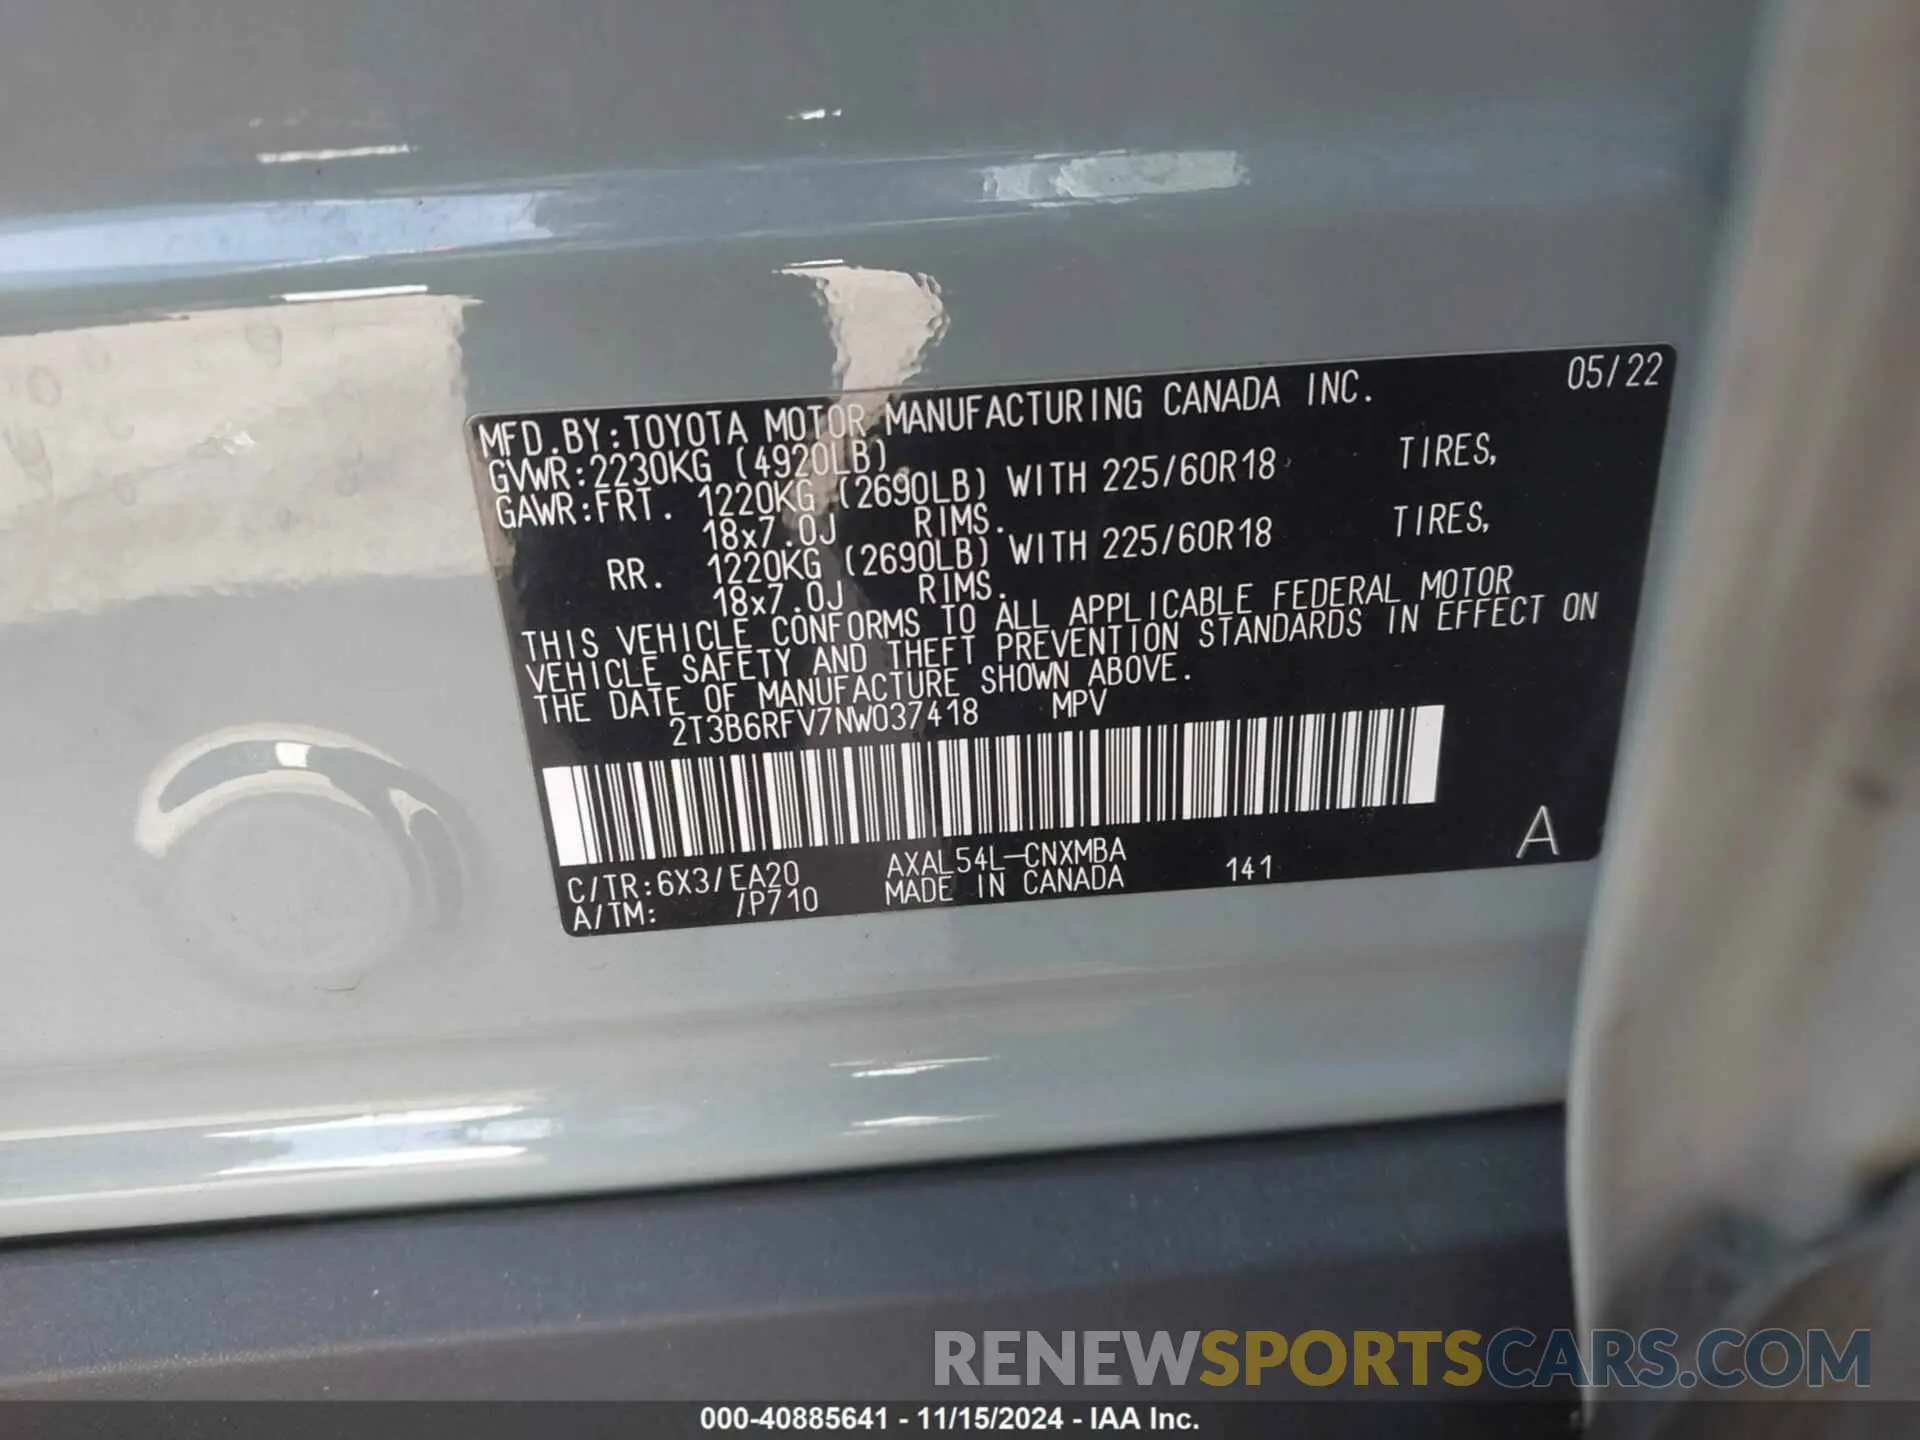 MFD.BY:TOYOTA MOTOR MANUFACTURING CANADA INC. 05/22
GVWR:2230KG (4920LB)
GAWR:FRT. 1220KG (2690LB) WITH 225/60R18 TIRES,
18x7.0J RIMS.
RR. 1220KG (2690LB) WITH 225/60R18 TIRES,
18x7.0J RIMS.
THIS VEHICLE CONFORMS TO ALL APPLICABLE FEDERAL MOTOR
VEHICLE SAFETY AND THEFT PREVENTION STANDARDS IN EFFECT ON
THE DATE OF MANUFACTURE SHOWN ABOVE.
2T3B6RFV7NW037418 MPV
A
C/TR:6X3/EA20 AXAL54L-CNXMBA 141
A/TM: /P710 MADE IN CANADA
RENEWSPORTSCARS.COM
000-40885641 - 11/15/2024 - IAA Inc.